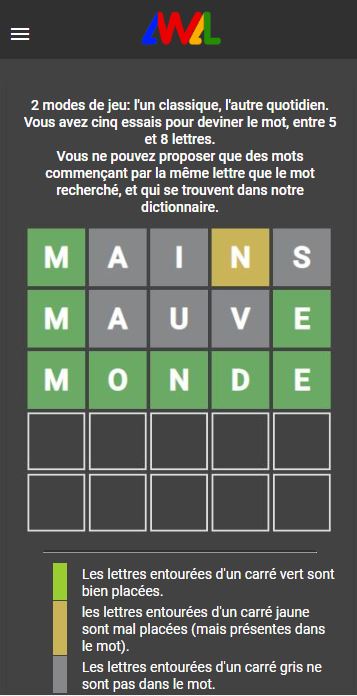 AWAL
2 modes de jeu: l'un classique, l'autre quotidien.
Vous avez cinq essais pour deviner le mot, entre 5
et 8 lettres.
Vous ne pouvez proposer que des mots
commençant par la même lettre que le mot
recherché, et qui se trouvent dans notre
dictionnaire.
M A I N S
M A U V E
M O N D E
Les lettres entourées d'un carré vert sont
bien placées.
les lettres entourées d'un carré jaune
sont mal placées (mais présentes dans
le mot).
Les lettres entourées d'un carré gris ne
sont pas dans le mot.